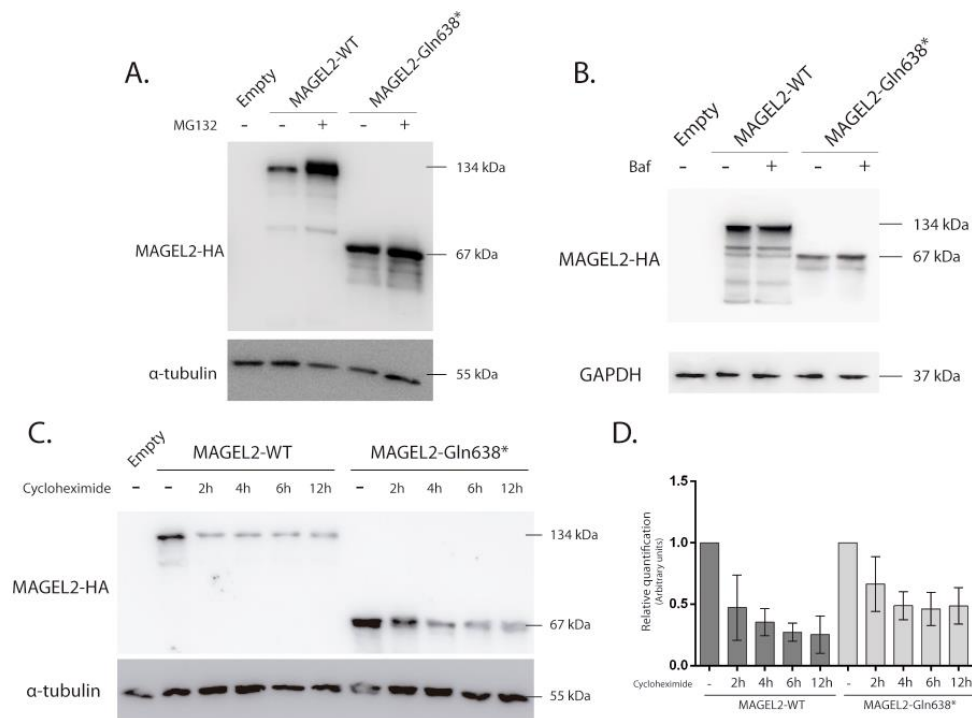 A.
Empty
MAGEL2-WT
MAGEL2-Gln638*
MG132 - - + - +
134 kDa
MAGEL2-HA
67 kDa
α-tubulin
55 kDa
B.
Empty
MAGEL2-WT
MAGEL2-Gln638*
Baf - - + - +
134 kDa
MAGEL2-HA
67 kDa
GAPDH
37 kDa
C.
Empty
MAGEL2-WT MAGEL2-Gln638*
Cycloheximide - - 2h 4h 6h 12h - 2h 4h 6h 12h
134 kDa
MAGEL2-HA
67 kDa
α-tubulin
55 kDa
D.
Relative quantification
(Arbitrary units)
1.5
1.0
0.5
0.0
Cycloheximide - 2h 4h 6h 12h - 2h 4h 6h 12h
MAGEL2-WT MAGEL2-Gln638*